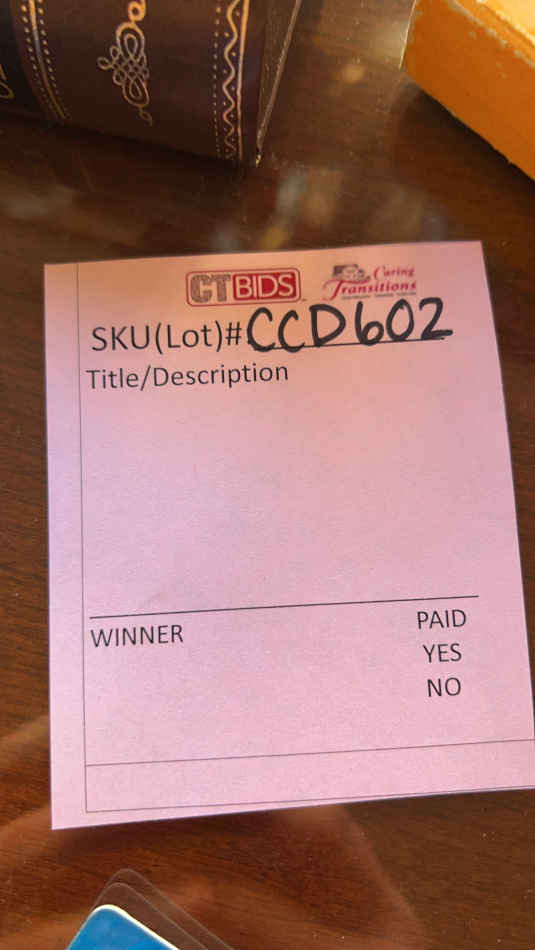 CTBIDS Caring
Transitions
SKU(Lot)# CCD602
Title/Description
WINNER PAID
YES
NO